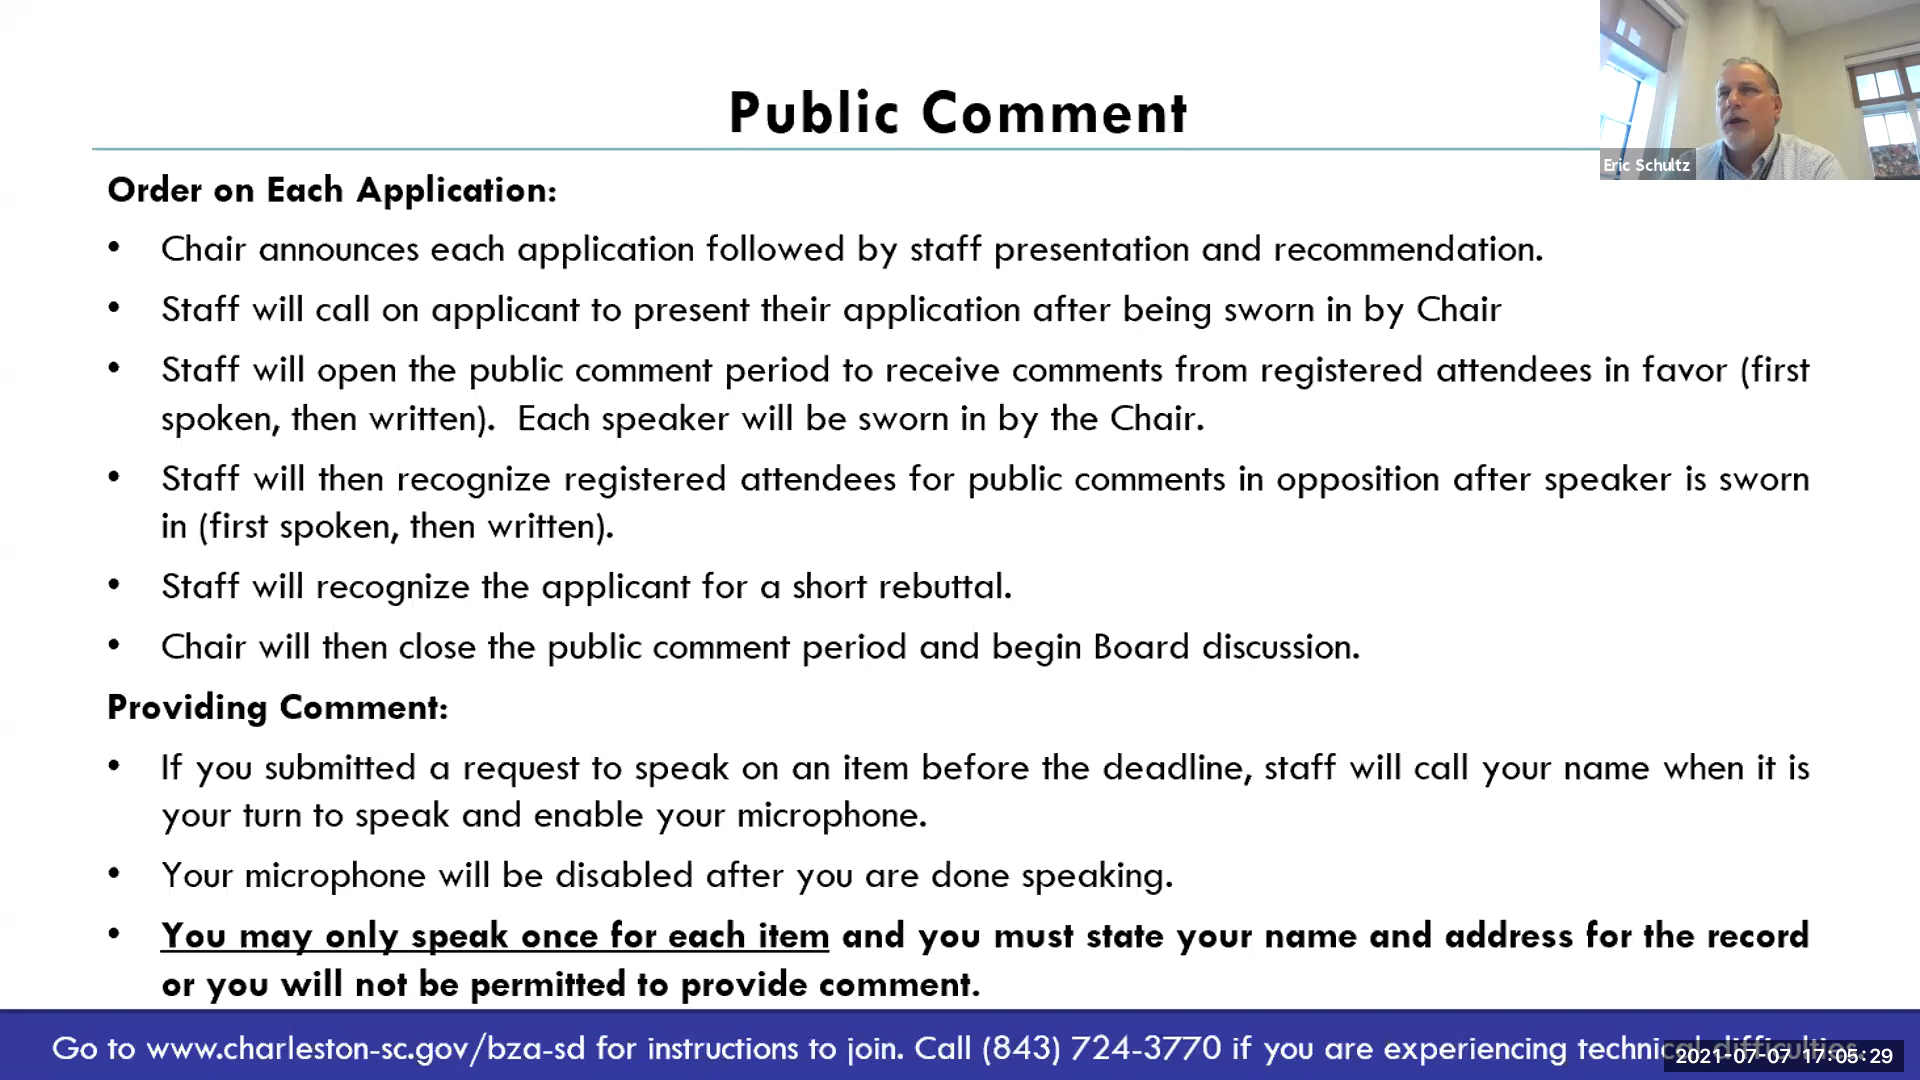 Public Comment
Eric Schultz
Order on Each Application:
• Chair announces each application followed by staff presentation and recommendation.
• Staff will call on applicant to present their application after being sworn in by Chair
• Staff will open the public comment period to receive comments from registered attendees in favor (first
spoken, then written).  Each speaker will be sworn in by the Chair.
• Staff will then recognize registered attendees for public comments in opposition after speaker is sworn
in (first spoken, then written).
• Staff will recognize the applicant for a short rebuttal.
• Chair will then close the public comment period and begin Board discussion.
Providing Comment:
• If you submitted a request to speak on an item before the deadline, staff will call your name when it is
your turn to speak and enable your microphone.
• Your microphone will be disabled after you are done speaking.
• You may only speak once for each item and you must state your name and address for the record
or you will not be permitted to provide comment.
Go to www.charleston-sc.gov/bza-sd for instructions to join. Call (843) 724-3770 if you are experiencing technical difficulties.
2021-07-07 17:05:29